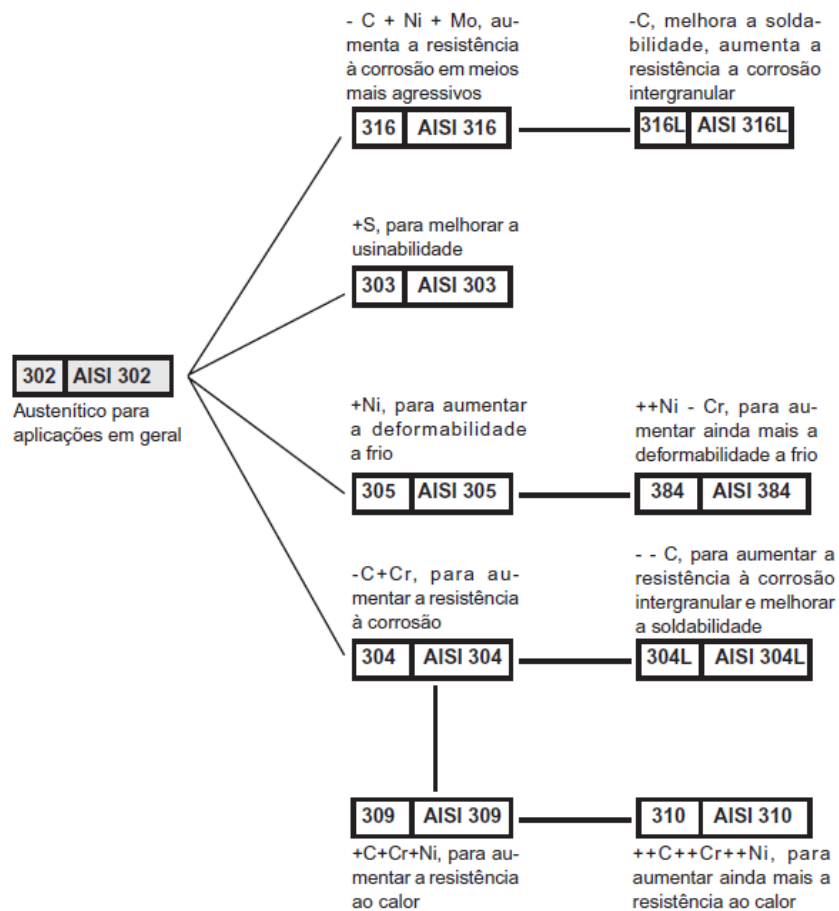 - C + Ni + Mo, au-
menta a resistência
à corrosão em meios
mais agressivos
316 AISI 316
-C, melhora a solda-
bilidade, aumenta a
resistência a corrosão
intergranular
316L AISI 316L
+S, para melhorar a
usinabilidade
303 AISI 303
302 AISI 302
Austenítico para
aplicações em geral
+Ni, para aumentar
a deformabilidade
a frio
305 AISI 305
++Ni - Cr, para au-
mentar ainda mais a
deformabilidade a frio
384 AISI 384
-C+Cr, para au-
mentar a resistência
à corrosão
304 AISI 304
- - C, para aumentar a
resistência à corrosão
intergranular e melhorar
a soldabilidade
304L AISI 304L
309 AISI 309
+C+Cr+Ni, para au-
mentar a resistência
ao calor
310 AISI 310
++C++Cr++Ni, para
aumentar ainda mais a
resistência ao calor